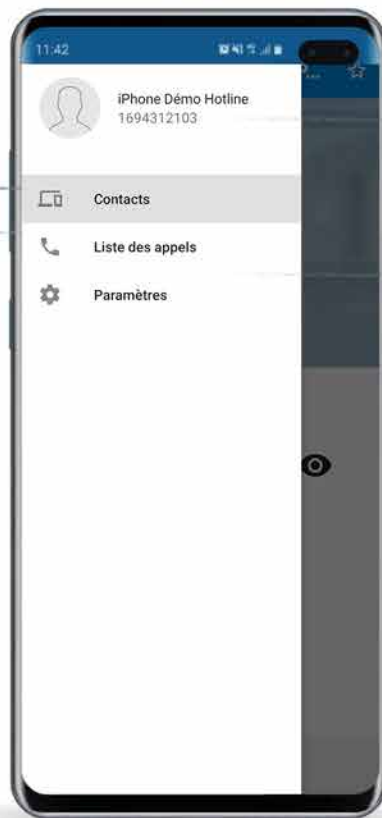 11:42
iPhone Démo Hotline
1694312103
Contacts
Liste des appels
Paramètres